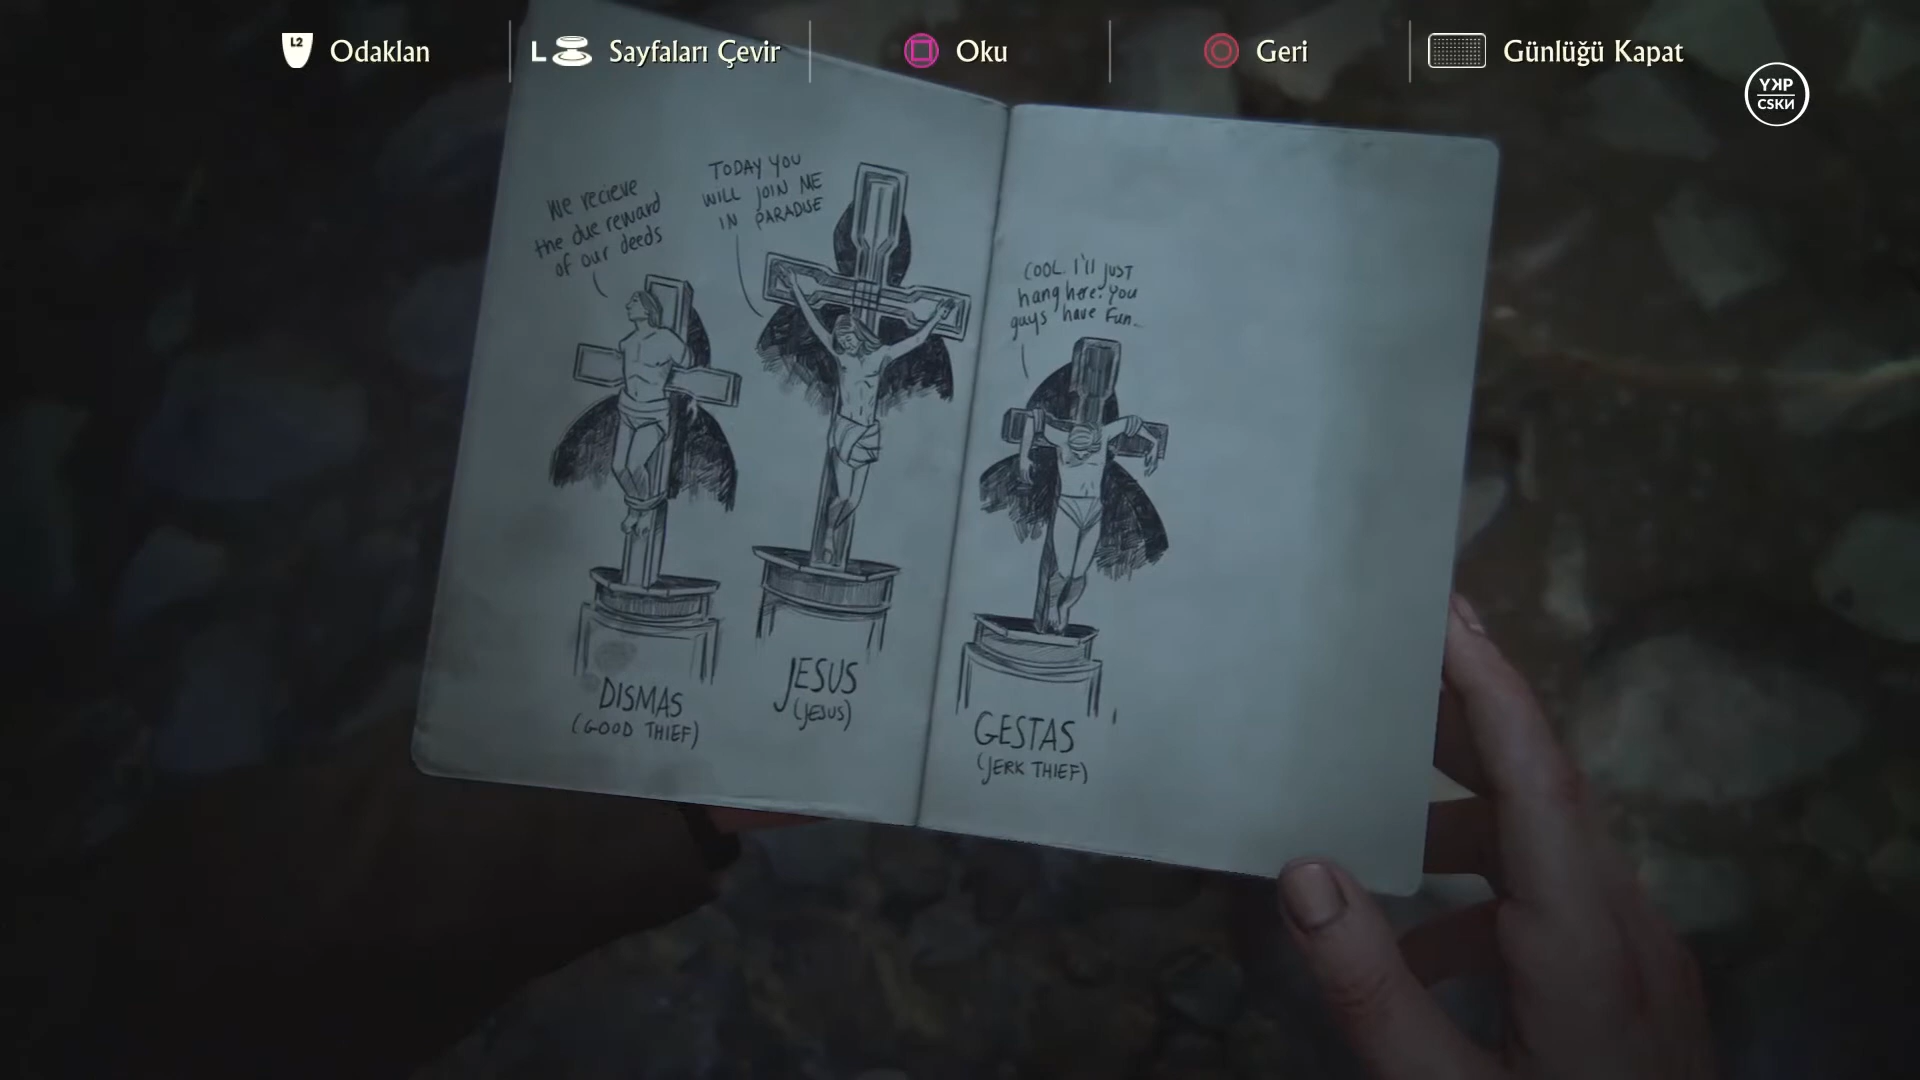 L2 Odaklan
L Sayfaları Çevir
Oku
Geri
Günlüğü Kapat
YKP
CSKN
We recieve
the due reward
of our deeds
TODAY YOU
WILL JOIN ME
IN PARADISE
COOL. I'll JUST
hang here. You
guys have Fun.
DISMAS
(GOOD THIEF)
JESUS
(JESUS)
GESTAS
(JERK THIEF)